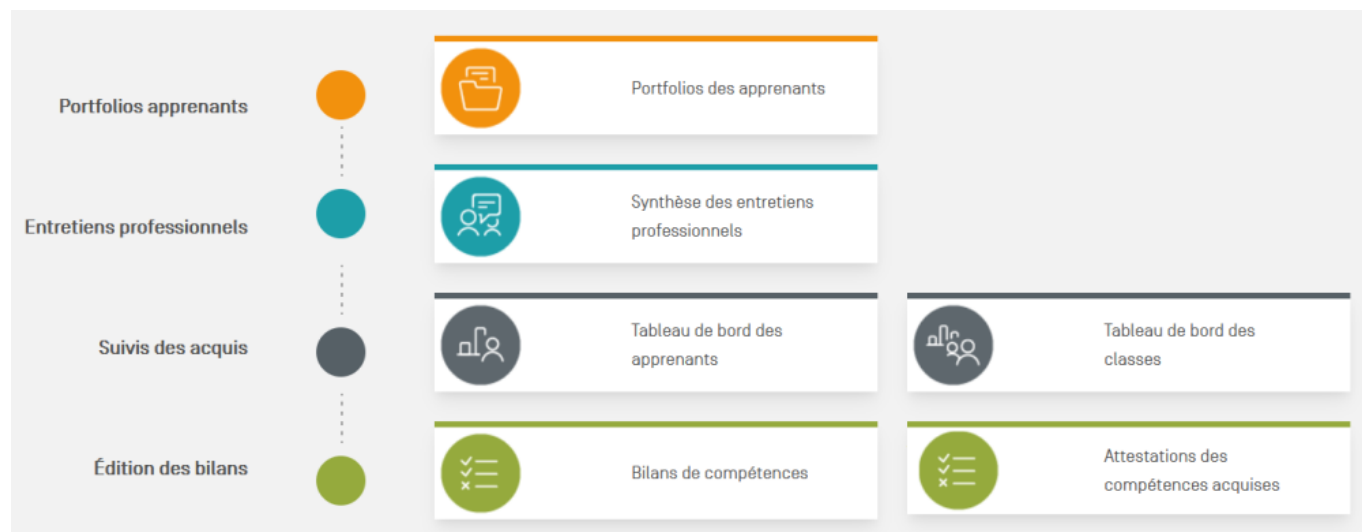 Portfolios apprenants
Portfolios des apprenants
Entretiens professionnels
Synthèse des entretiens
professionnels
Suivis des acquis
Tableau de bord des
apprenants
Tableau de bord des
classes
Édition des bilans
Bilans de compétences
Attestations des
compétences acquises